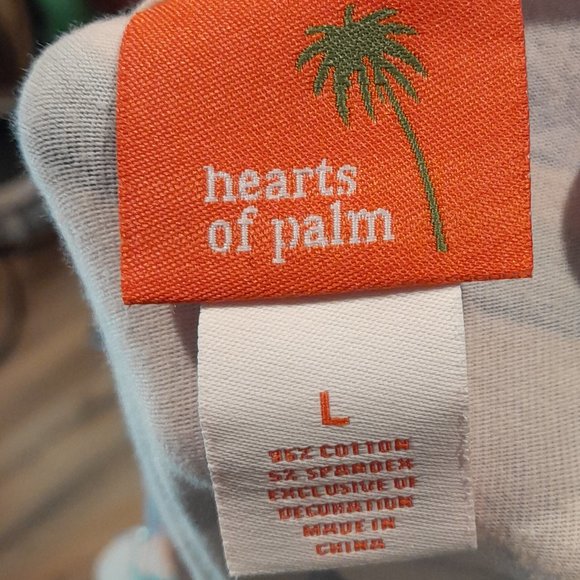 hearts
of palm
L
95% COTTON
5% SPANDEX
EXCLUSIVE OF
DECORATION
MADE IN
CHINA